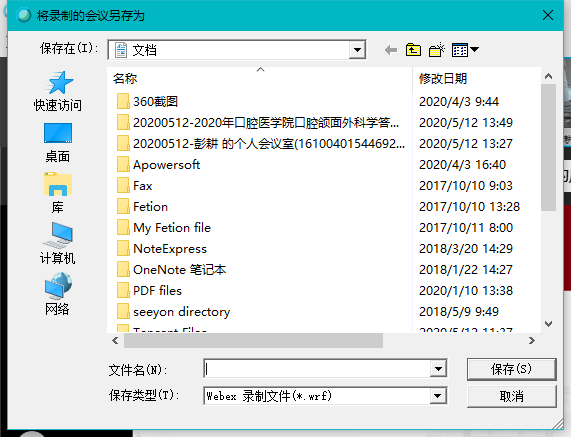 将录制的会议另存为
保存在(I):
文档
快速访问
桌面
库
计算机
网络
名称
修改日期
360截图
2020/4/3 9:44
20200512-2020年口腔医学院口腔颌面外科学答...
2020/5/12 13:49
20200512-彭耕 的个人会议室(16100401544692...
2020/5/12 13:27
Apowersoft
2020/4/3 16:40
Fax
2017/10/10 9:03
Fetion
2017/10/10 13:28
My Fetion file
2017/10/11 8:00
NoteExpress
2018/3/20 14:29
OneNote 笔记本
2018/1/22 14:27
PDF files
2020/1/10 13:38
seeyon directory
2018/5/9 9:49
Tencent Files
2020/5/12 11:27
文件名(N):
保存(S)
保存类型(T):
Webex 录制文件(*.wrf)
取消